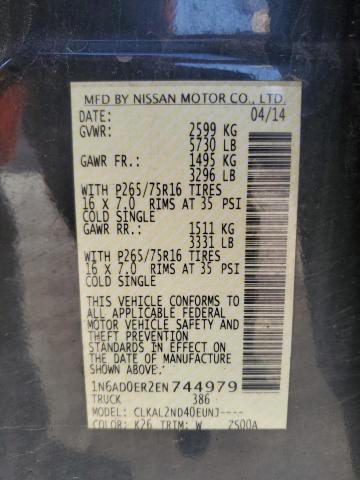 MFD BY NISSAN MOTOR CO., LTD.
DATE: 04/14
GVWR: 2599 KG
5730 LB
GAWR FR.: 1495 KG
3296 LB
WITH P265/75R16 TIRES
16 X 7.0 RIMS AT 35 PSI
COLD SINGLE
GAWR RR.: 1511 KG
3331 LB
WITH P265/75R16 TIRES
16 X 7.0 RIMS AT 35 PSI
COLD SINGLE
THIS VEHICLE CONFORMS TO
ALL APPLICABLE FEDERAL
MOTOR VEHICLE SAFETY
STANDARDS IN EFFECT ON
THE DATE OF MANUFACTURE
SHOWN ABOVE.
1N6AD0ER2EN744979
TRUCK 386
MODEL: CLKAL2ND40EUNJ----
COLOR: K26 TRIM: W 2S00A